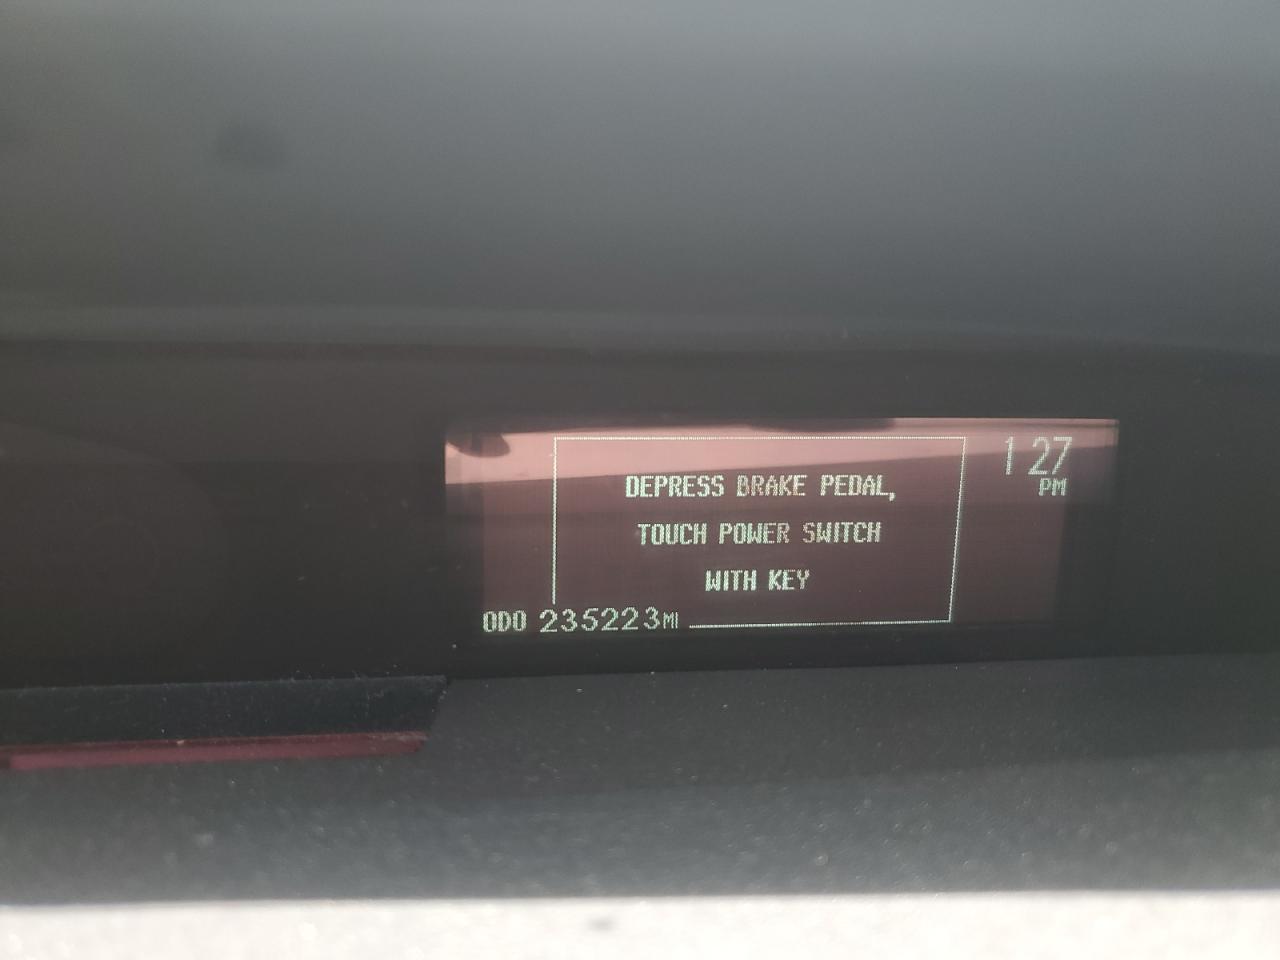 1 27
PM
DEPRESS BRAKE PEDAL,
TOUCH POWER SWITCH
WITH KEY
ODO 235223MI